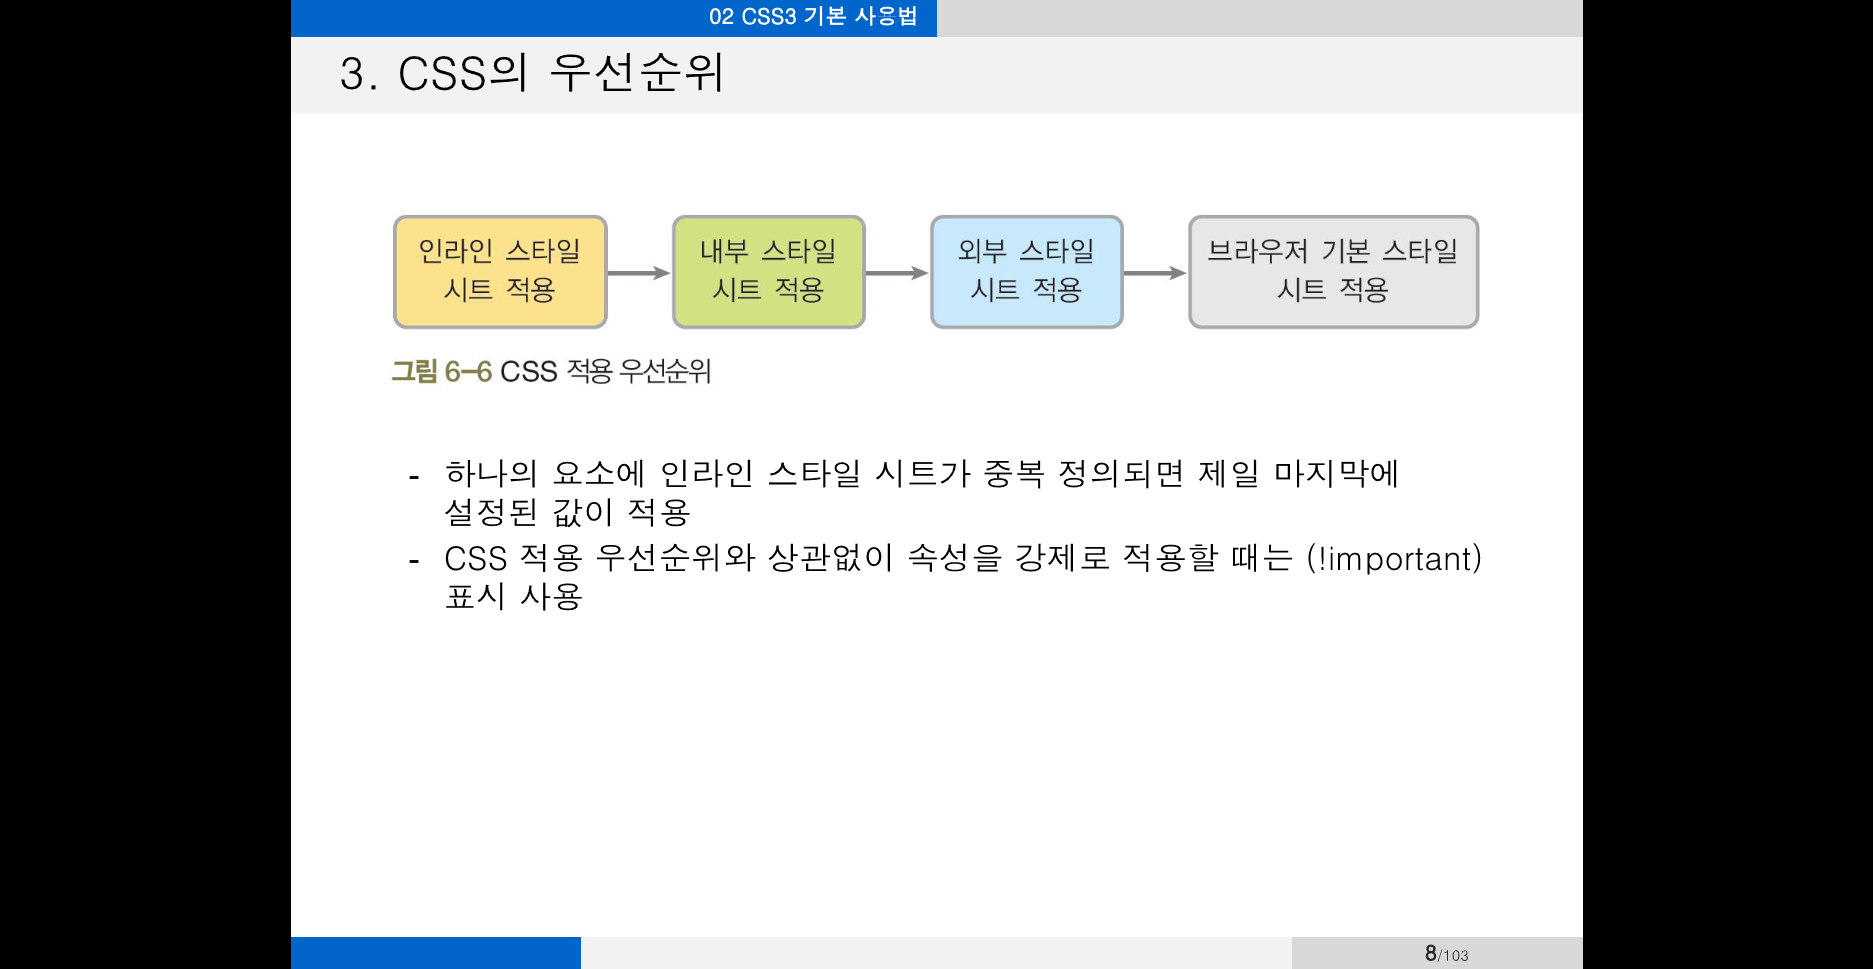 02 CSS3 기본 사용법
3. CSS의 우선순위
인라인 스타일
시트 적용
내부 스타일
시트 적용
외부 스타일
시트 적용
브라우저 기본 스타일
시트 적용
그림 6-6 CSS 적용 우선순위
- 하나의 요소에 인라인 스타일 시트가 중복 정의되면 제일 마지막에
설정된 값이 적용
- CSS 적용 우선순위와 상관없이 속성을 강제로 적용할 때는 (!important)
표시 사용
8/103